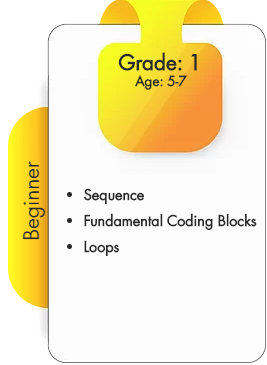 Grade: 1
Age: 5-7
Beginner
• Sequence
• Fundamental Coding Blocks
• Loops